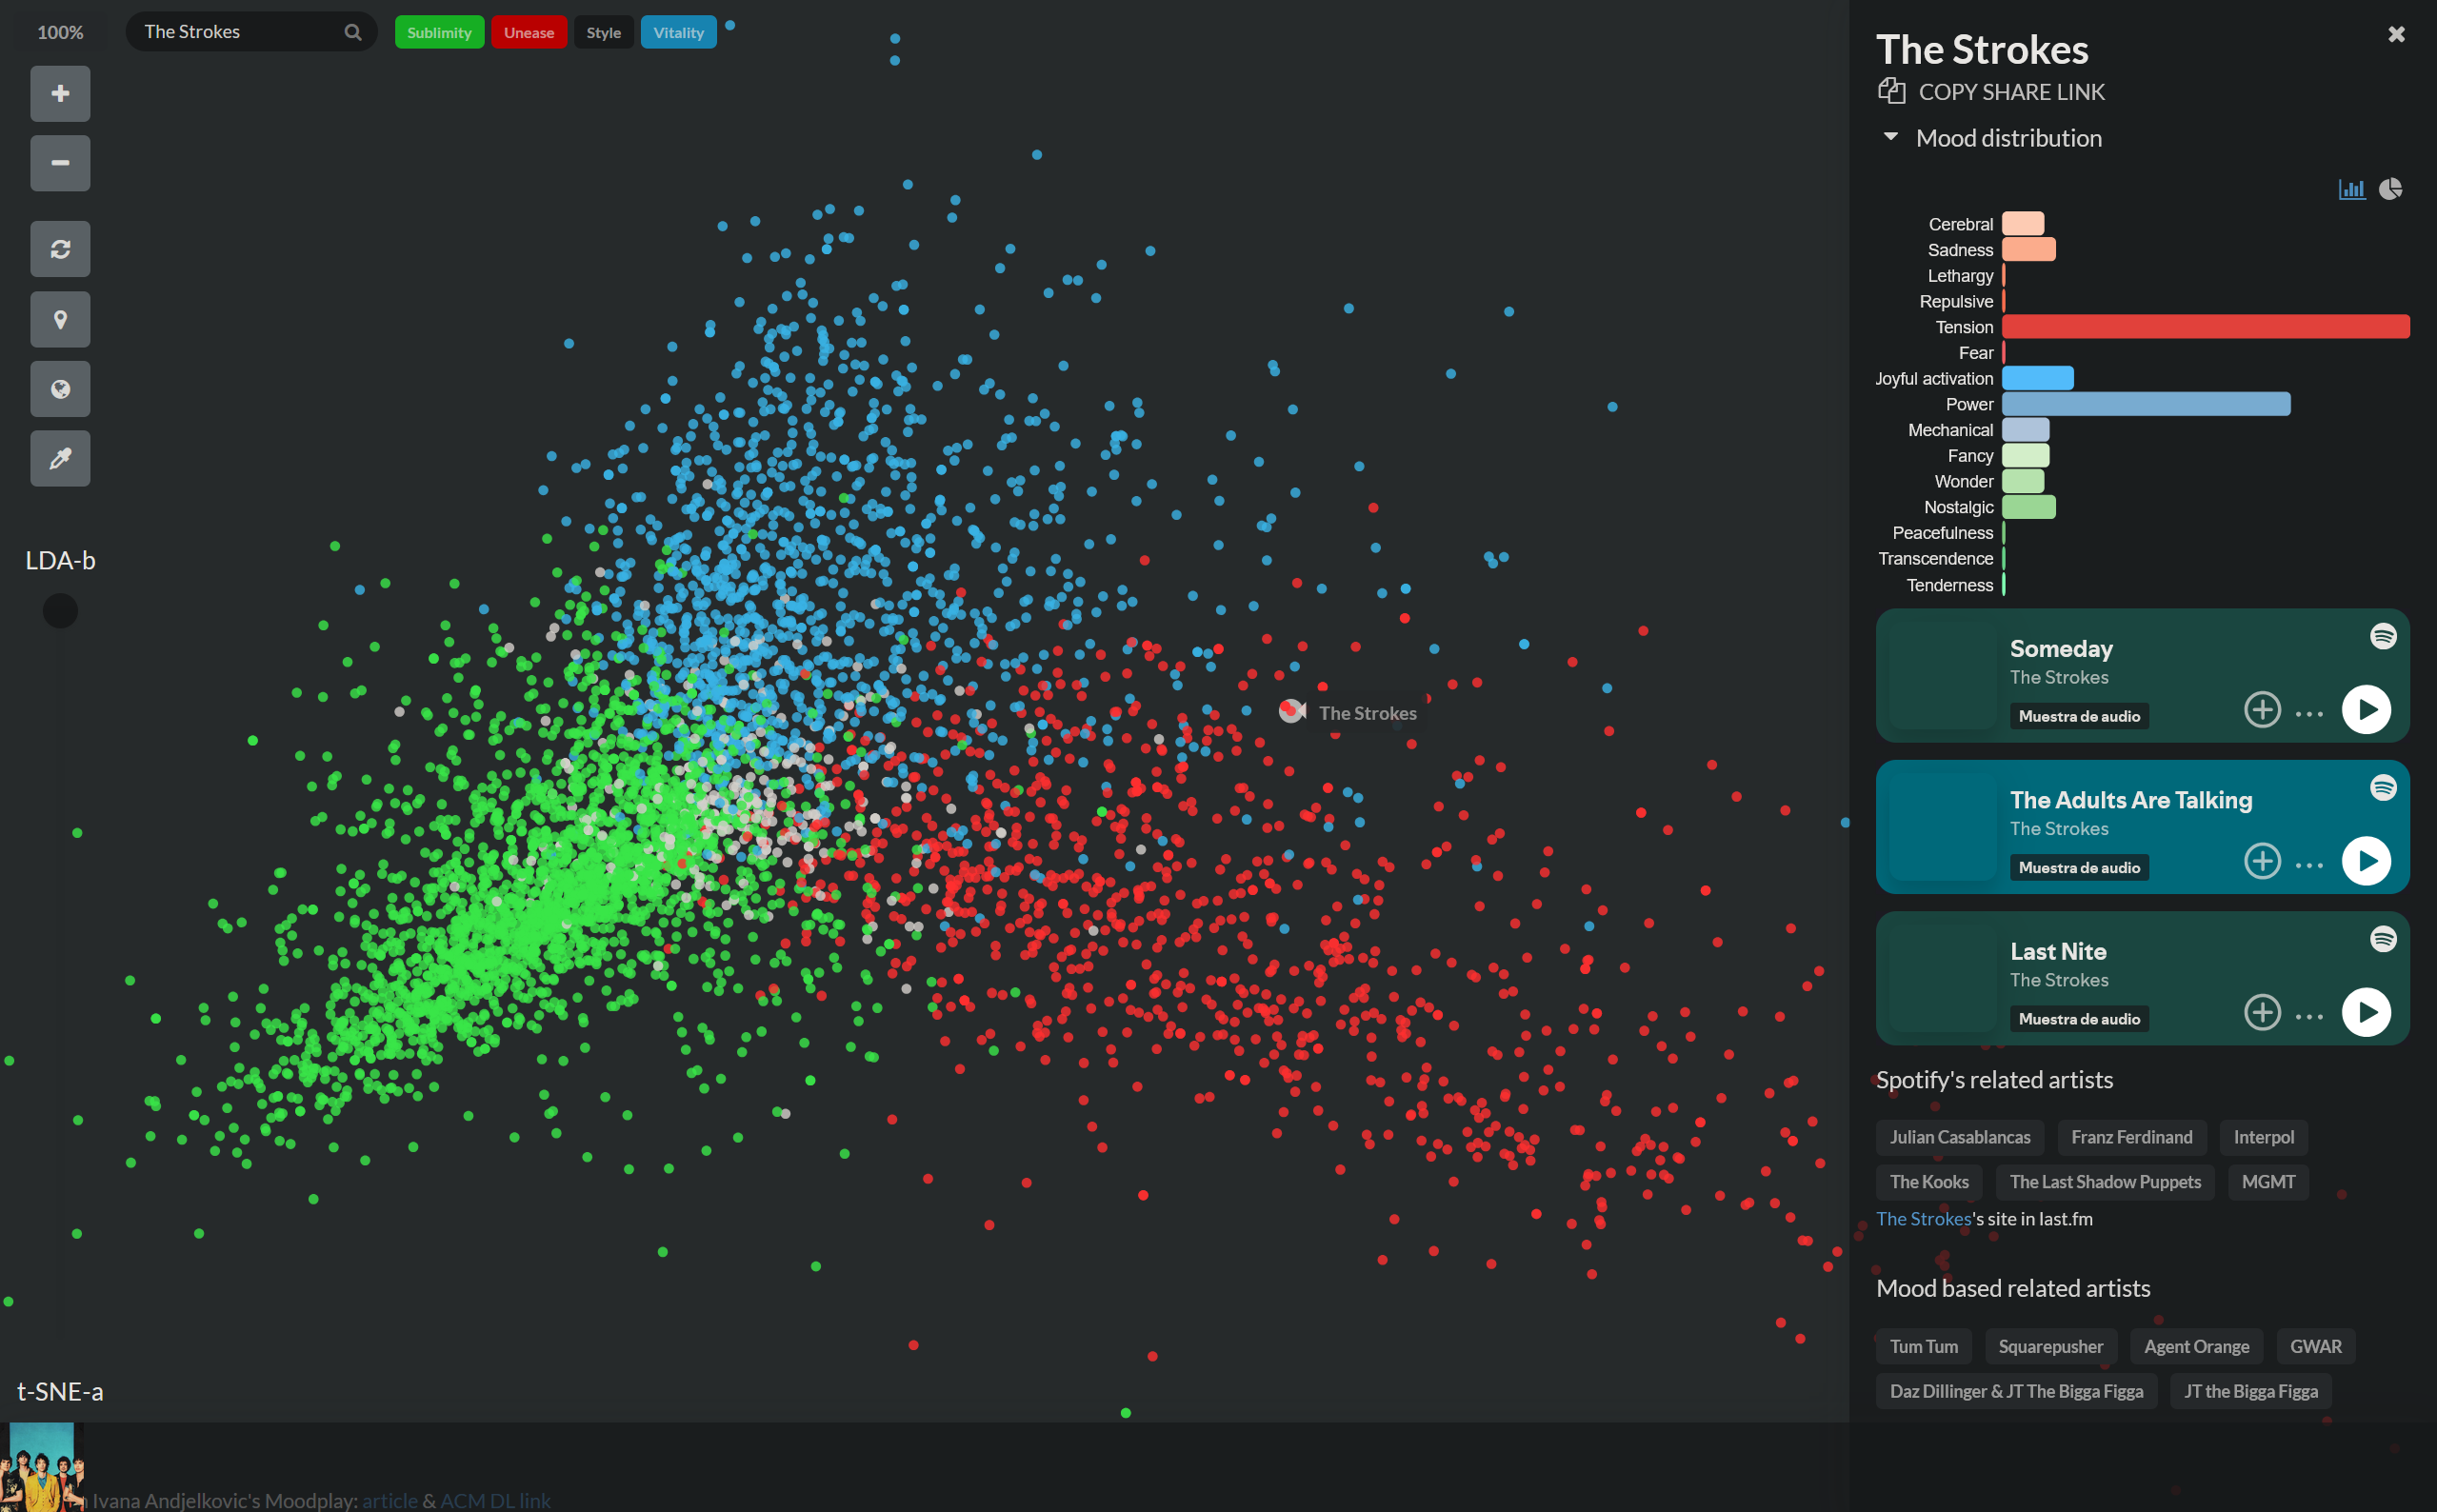 100%
The Strokes
Sublimity
Unease
Style
Vitality
LDA-b
t-SNE-a
The Strokes
The Strokes
COPY SHARE LINK
Mood distribution
Cerebral
Sadness
Lethargy
Repulsive
Tension
Fear
Joyful activation
Power
Mechanical
Fancy
Wonder
Nostalgic
Peacefulness
Transcendence
Tenderness
Someday
The Strokes
Muestra de audio
The Adults Are Talking
The Strokes
Muestra de audio
Last Nite
The Strokes
Muestra de audio
Spotify's related artists
Julian Casablancas
Franz Ferdinand
Interpol
The Kooks
The Last Shadow Puppets
MGMT
The Strokes's site in last.fm
Mood based related artists
Tum Tum
Squarepusher
Agent Orange
GWAR
Daz Dillinger & JT The Bigga Figga
JT the Bigga Figga
Ivana Andjelkovic's Moodplay: article & ACM DL link